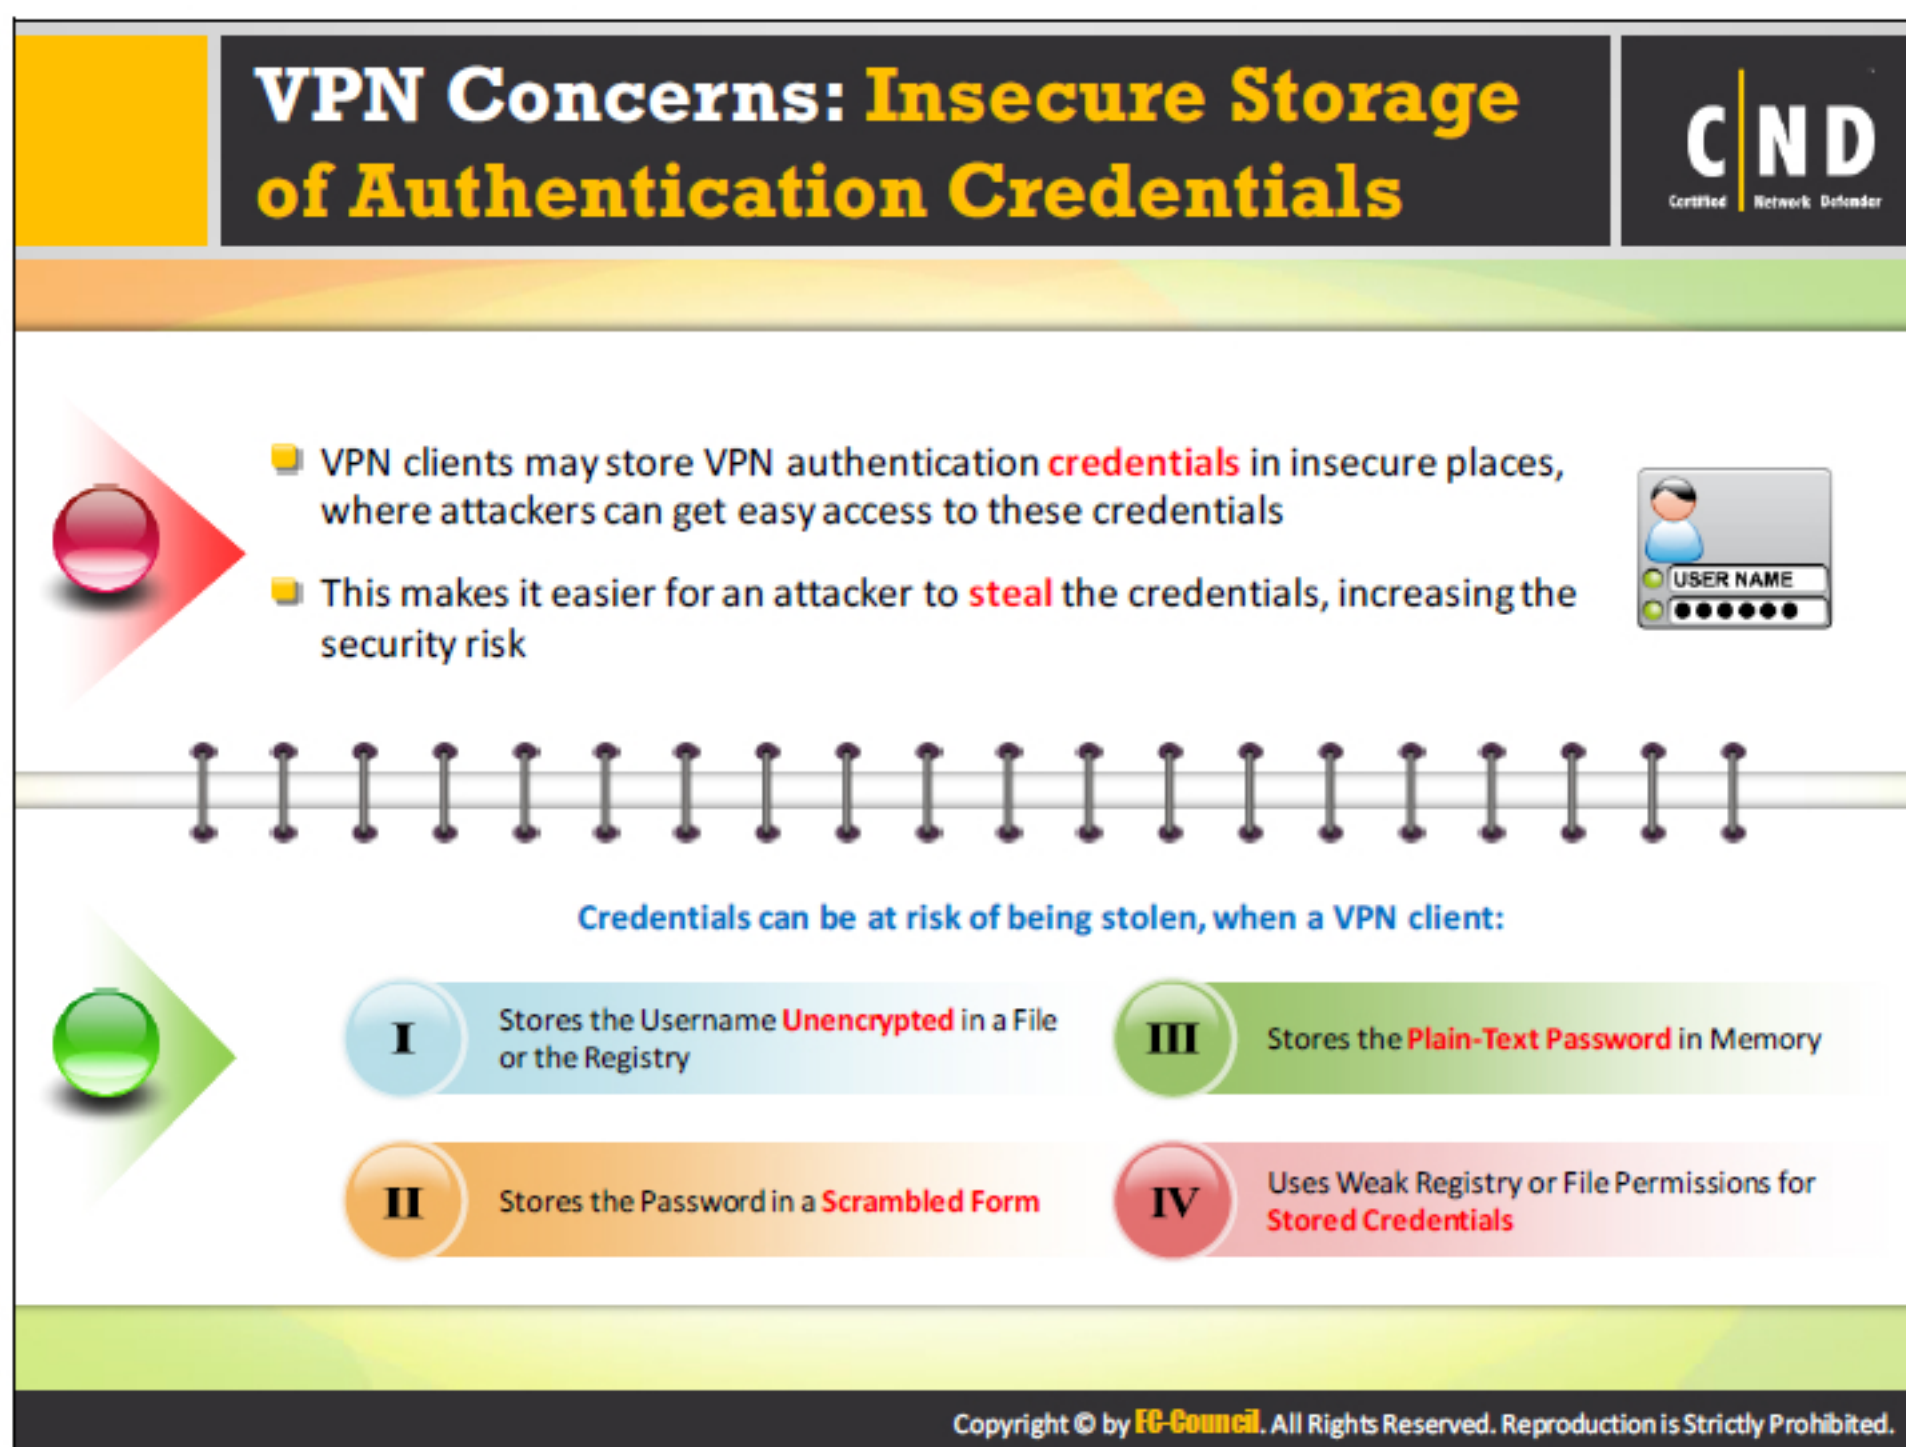 VPN Concerns: Insecure Storage
of Authentication Credentials
C ND
Certified Network Defender
VPN clients may store VPN authentication credentials in insecure places,
where attackers can get easy access to these credentials
This makes it easier for an attacker to steal the credentials, increasing the
security risk
USER NAME
Credentials can be at risk of being stolen, when a VPN client:
I
Stores the Username Unencrypted in a File
or the Registry
II
Stores the Password in a Scrambled Form
III
Stores the Plain-Text Password in Memory
IV
Uses Weak Registry or File Permissions for
Stored Credentials
Copyright © by EC-Council. All Rights Reserved. Reproduction is Strictly Prohibited.